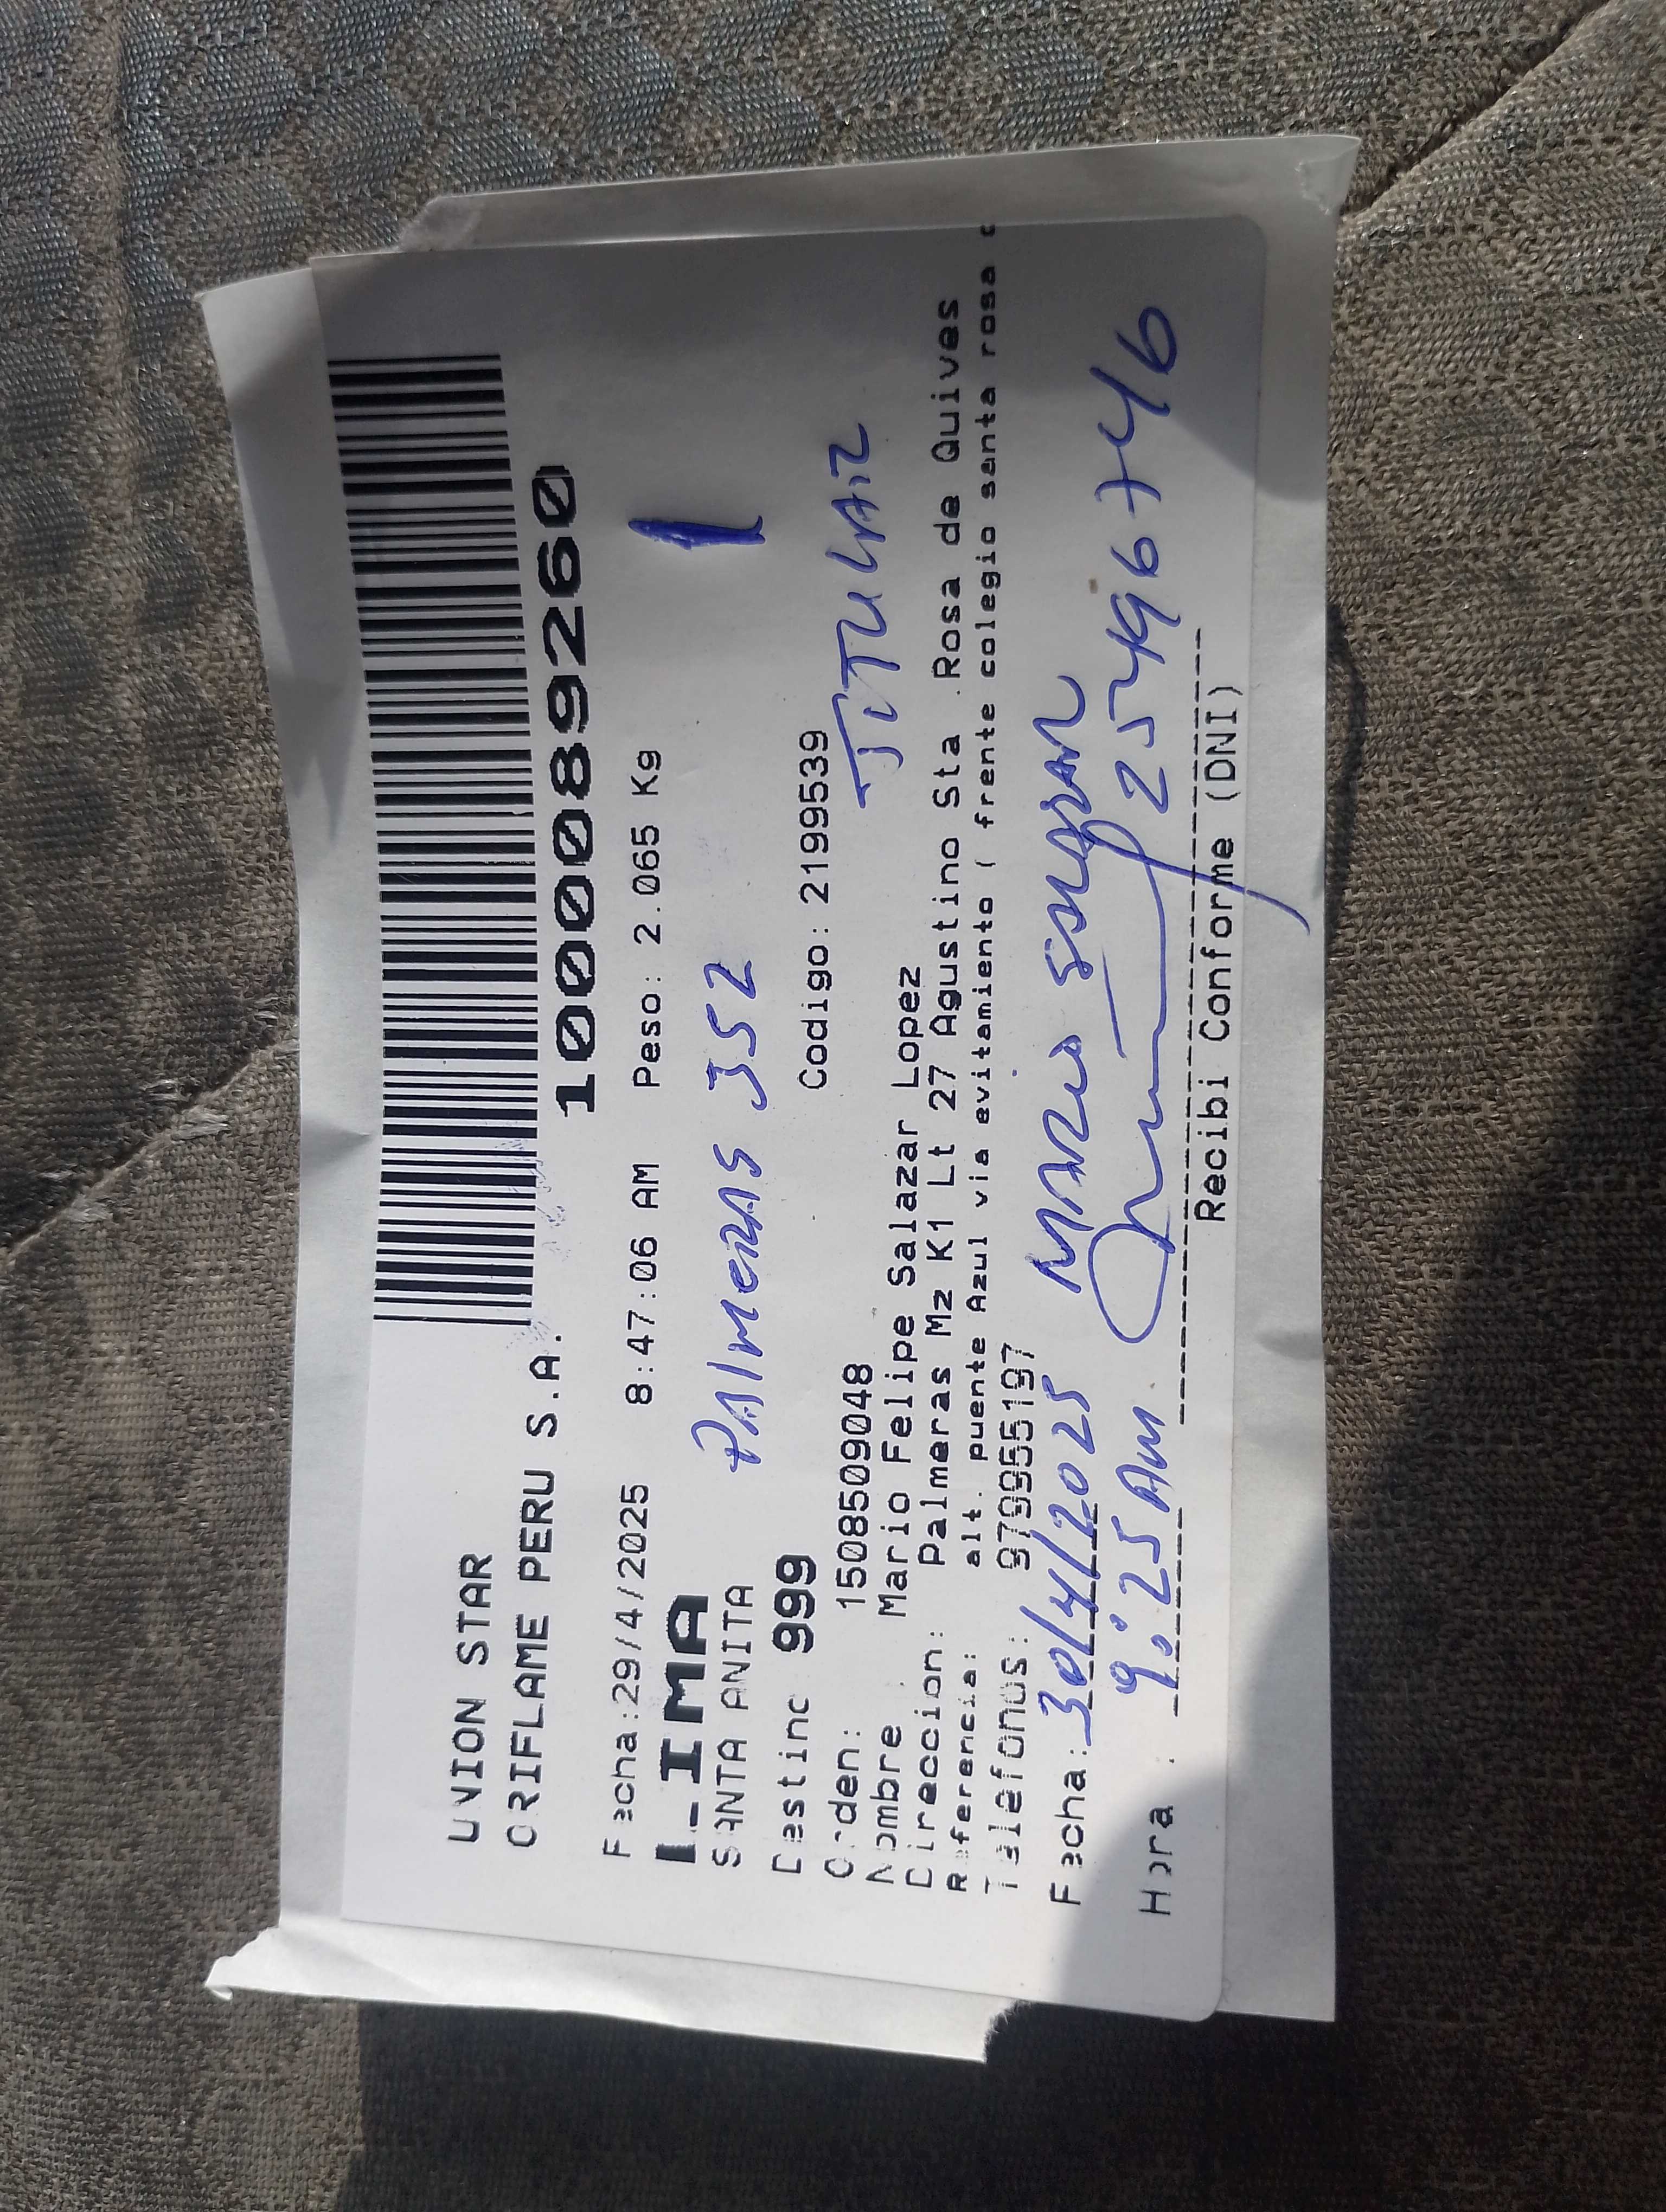 UNION STAR
ORIFLAME PERU S.A.
1000089260
Fecha:29/4/2025 8:47:06 AM Peso: 2.065 Kg
LIMA
1
SANTA ANITA PAlmeRAS 352
Destino 999 Codigo: 2199539
Orden: 1508509048
TITULAR
Nombre : Mario Felipe Salazar Lopez
Direccion: Palmeras Mz K1 Lt 27 Agustino Sta .Rosa de Quives
Referencia: alt. puente Azul via evitamiento ( frente colegio santa rosa
Telefonos: 979955197
Fecha: 30/4/2025 MARIO
Hora : 9:25 AM 25496746
Recibi Conforme (DNI)